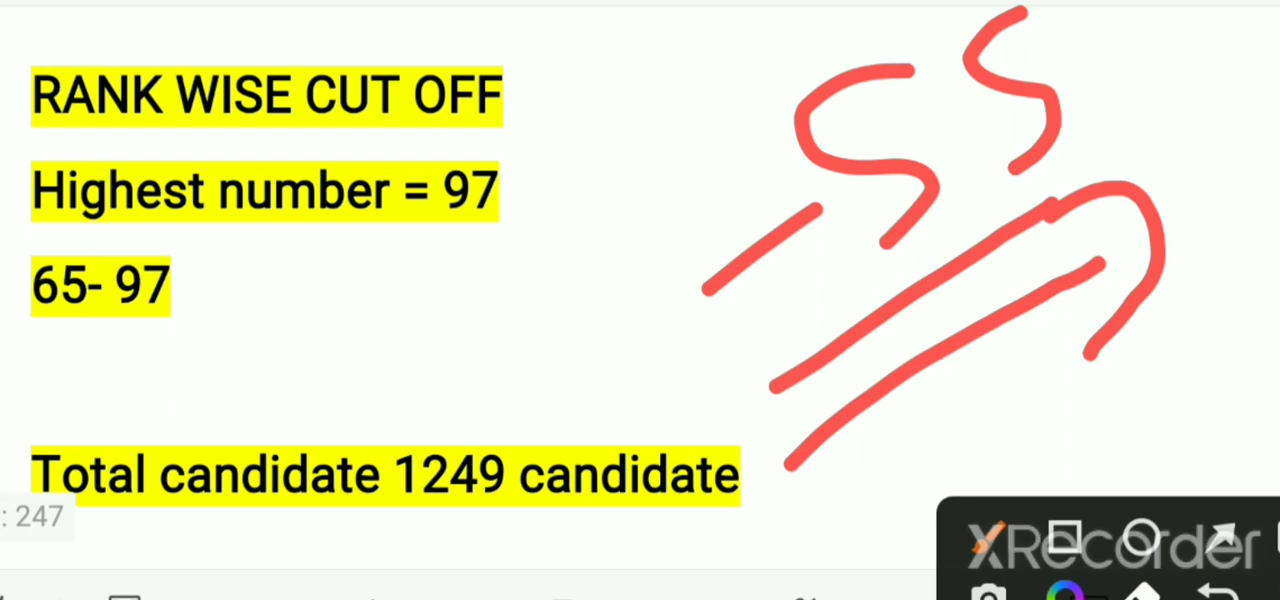 RANK WISE CUT OFF
Highest number = 97
65- 97
Total candidate 1249 candidate
: 247
XRecorder